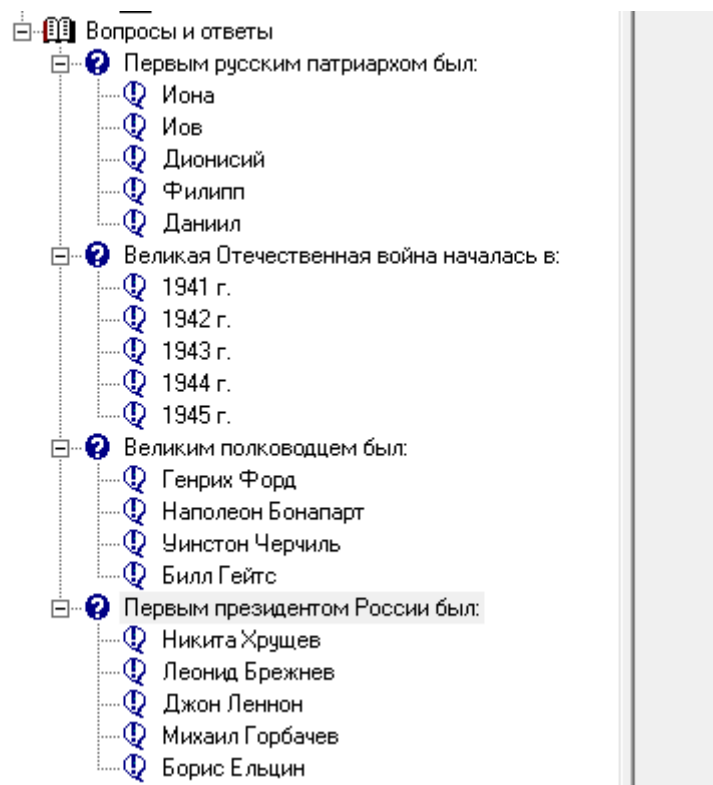 Вопросы и ответы
Первым русским патриархом был:
Иона
Иов
Дионисий
Филипп
Даниил
Великая Отечественная война началась в:
1941 г.
1942 г.
1943 г.
1944 г.
1945 г.
Великим полководцем был:
Генрих Форд
Наполеон Бонапарт
Уинстон Черчиль
Билл Гейтс
Первым президентом России был:
Никита Хрущев
Леонид Брежнев
Джон Леннон
Михаил Горбачев
Борис Ельцин